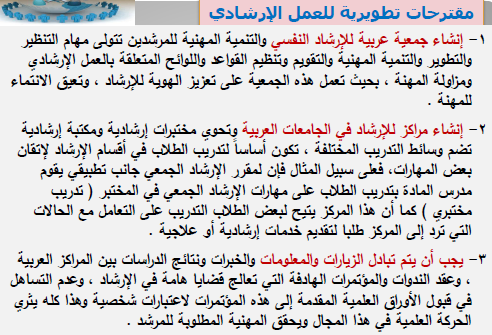 مقترحات تطويرية للعمل الإرشادي
١- إنشاء جمعية عربية للإرشاد النفسي والتنمية المهنية للمرشدين تتولى مهام التنظير
والتطوير والتنمية المهنية والتقويم وتنظيم القواعد واللوائح المتعلقة بالعمل الإرشادي
ومزاولة المهنة ، بحيث تعمل هذه الجمعية على تعزيز الهوية للإرشاد ، وتعيق الانتماء
للمهنة .
٢- إنشاء مراكز للإرشاد في الجامعات العربية وتحوي مختبرات إرشادية ومكتبة إرشادية
تضم وسائط التدريب المختلفة ، تكون أساساً لتدريب الطلاب في أقسام الإرشاد لإتقان
بعض المهارات، فعلى سبيل المثال فإن لمقرر الإرشاد الجمعي جانب تطبيقي يقوم
مدرس المادة بتدريب الطلاب على مهارات الإرشاد الجمعي في المختبر ( تدريب
مختبري ) كما أن هذا المركز يتيح لبعض الطلاب التدريب على التعامل مع الحالات
التي ترد إلى المركز طلبا لتقديم خدمات إرشادية أو علاجية .
٣- يجب أن يتم تبادل الزيارات والمعلومات والخبرات ونتائج الدراسات بين المراكز العربية
، وعقد الندوات والمؤتمرات الهادفة التي تعالج قضايا هامة في الإرشاد ، وعدم التساهل
في قبول الأوراق العلمية المقدمة إلى هذه المؤتمرات لاعتبارات شخصية وهذا كله يثري
الحركة العلمية في هذا المجال ويحقق المهنية المطلوبة للمرشد .